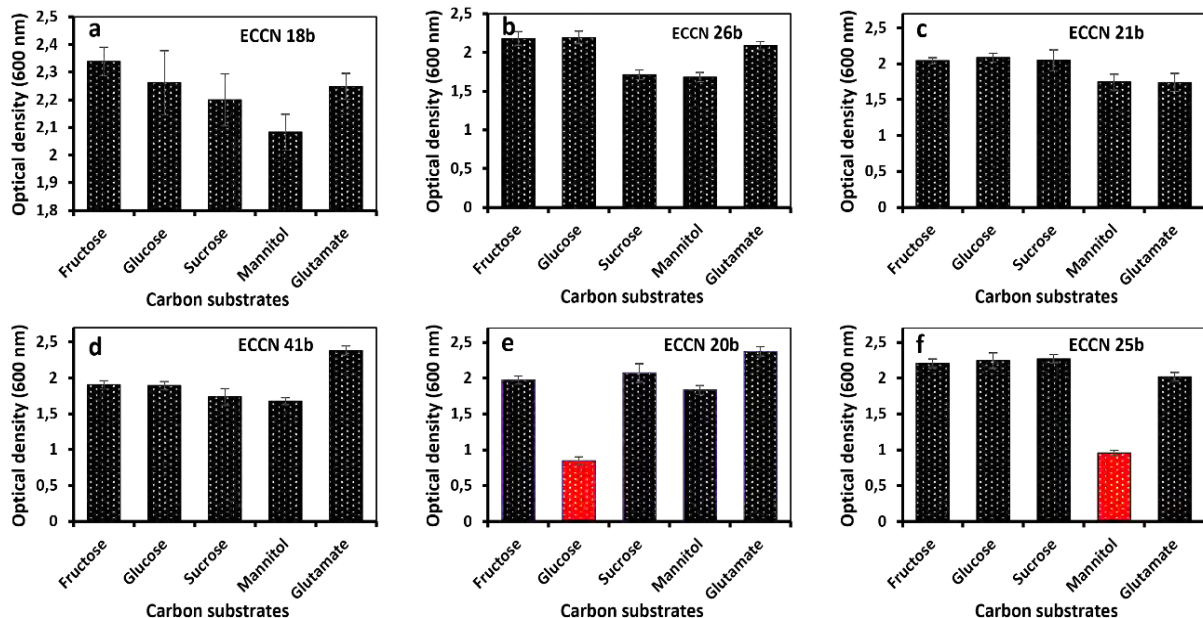 a
ECCN 18b
Optical density (600 nm)
2,5
2,4
2,3
2,2
2,1
2
1,9
1,8
Fructose
Glucose
Sucrose
Mannitol
Glutamate
Carbon substrates
b
ECCN 26b
Optical density (600 nm)
2,5
2
1,5
1
0,5
0
Fructose
Glucose
Sucrose
Mannitol
Glutamate
Carbon substrates
c
ECCN 21b
Optical density (600 nm)
2,5
2
1,5
1
0,5
0
Fructose
Glucose
Sucrose
Mannitol
Glutamate
Carbon substrates
d
ECCN 41b
Optical density (600 nm)
2,5
2
1,5
1
0,5
0
Fructose
Glucose
Sucrose
Mannitol
Glutamate
Carbon substrates
e
ECCN 20b
Optical density (600 nm)
2,5
2
1,5
1
0,5
0
Fructose
Glucose
Sucrose
Mannitol
Glutamate
Carbon substrates
f
ECCN 25b
Optical density (600 nm)
2,5
2
1,5
1
0,5
0
Fructose
Glucose
Sucrose
Mannitol
Glutamate
Carbon substrates